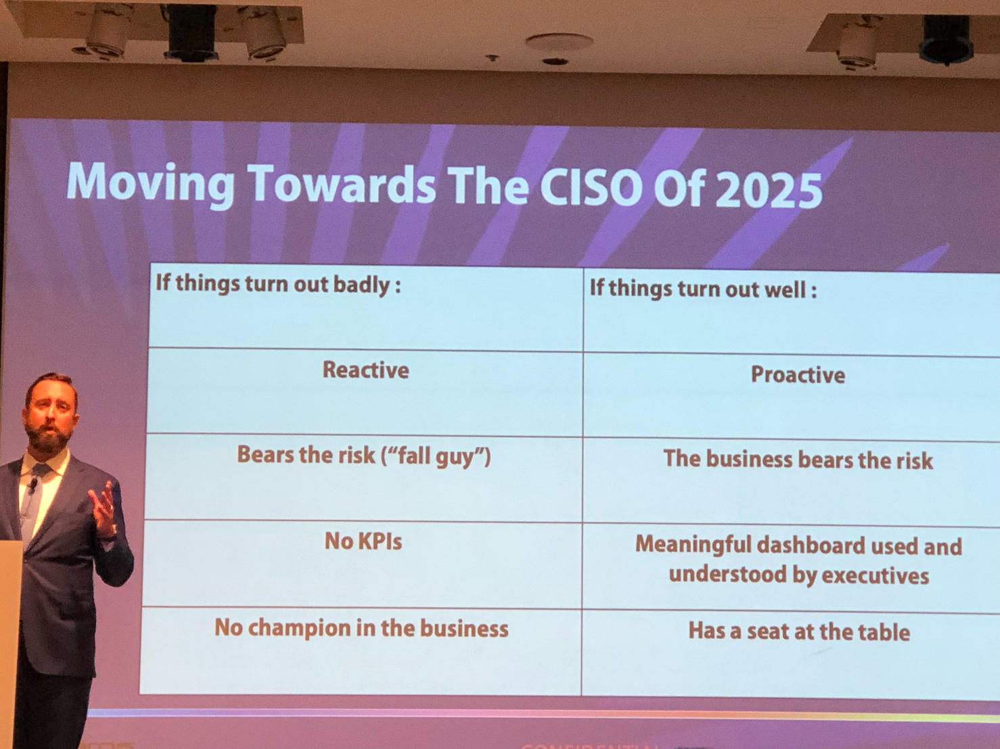 Moving Towards The CISO Of 2025
If things turn out badly :
If things turn out well :
Reactive
Proactive
Bears the risk (“fall guy”)
The business bears the risk
No KPIs
Meaningful dashboard used and
understood by executives
No champion in the business
Has a seat at the table
CONFIDENTIAL